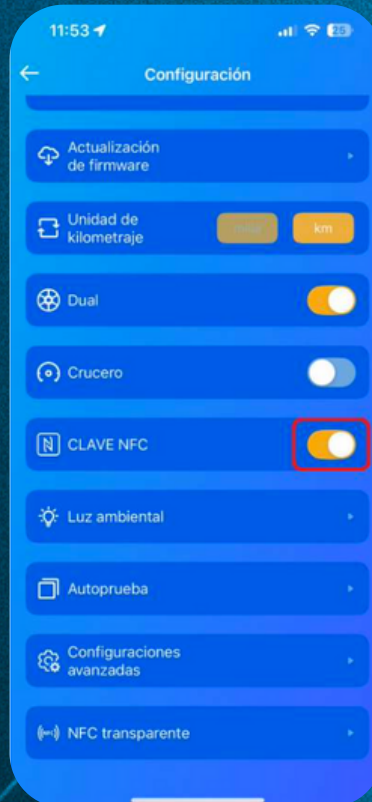 11:53
25
Configuración
Actualización
de firmware
Unidad de
kilometraje
km
Dual
Crucero
CLAVE NFC
Luz ambiental
Autoprueba
Configuraciones
avanzadas
NFC transparente